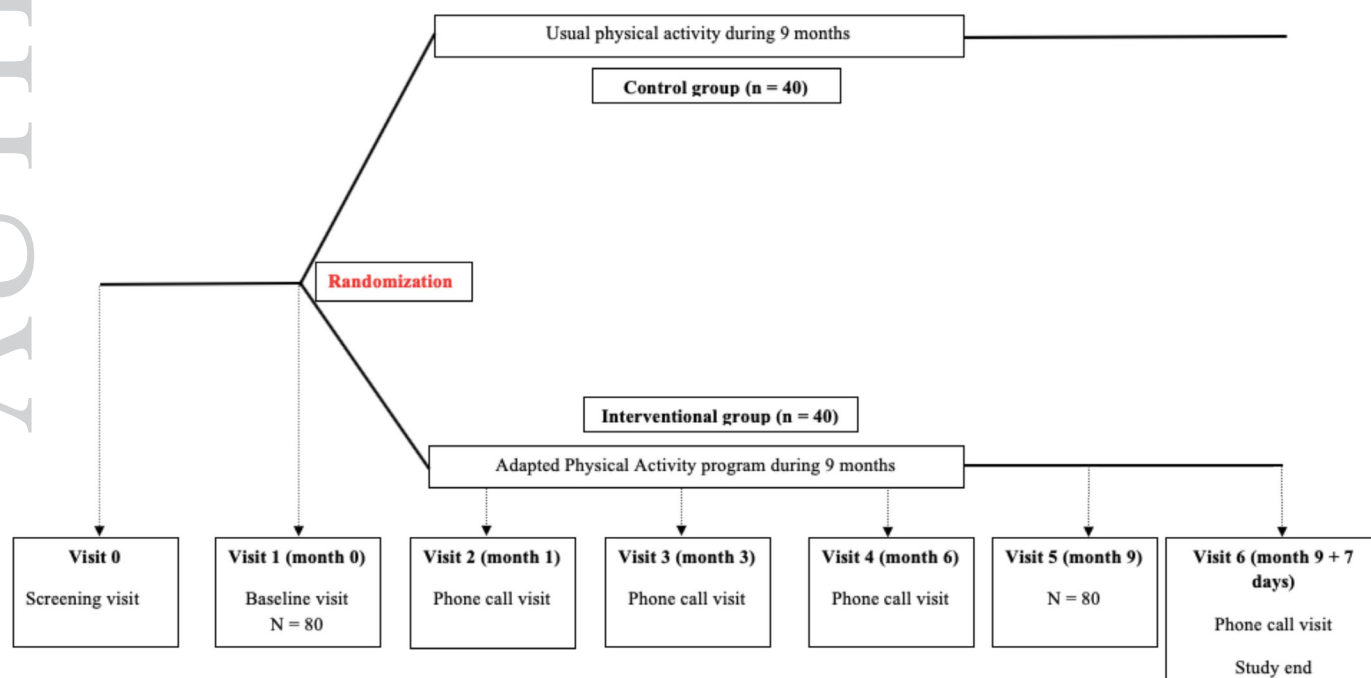 Usual physical activity during 9 months
Control group (n = 40)
Randomization
Interventional group (n = 40)
Adapted Physical Activity program during 9 months
Visit 0
Screening visit
Visit 1 (month 0)
Baseline visit
N = 80
Visit 2 (month 1)
Phone call visit
Visit 3 (month 3)
Phone call visit
Visit 4 (month 6)
Phone call visit
Visit 5 (month 9)
N = 80
Visit 6 (month 9 + 7
days)
Phone call visit
Study end